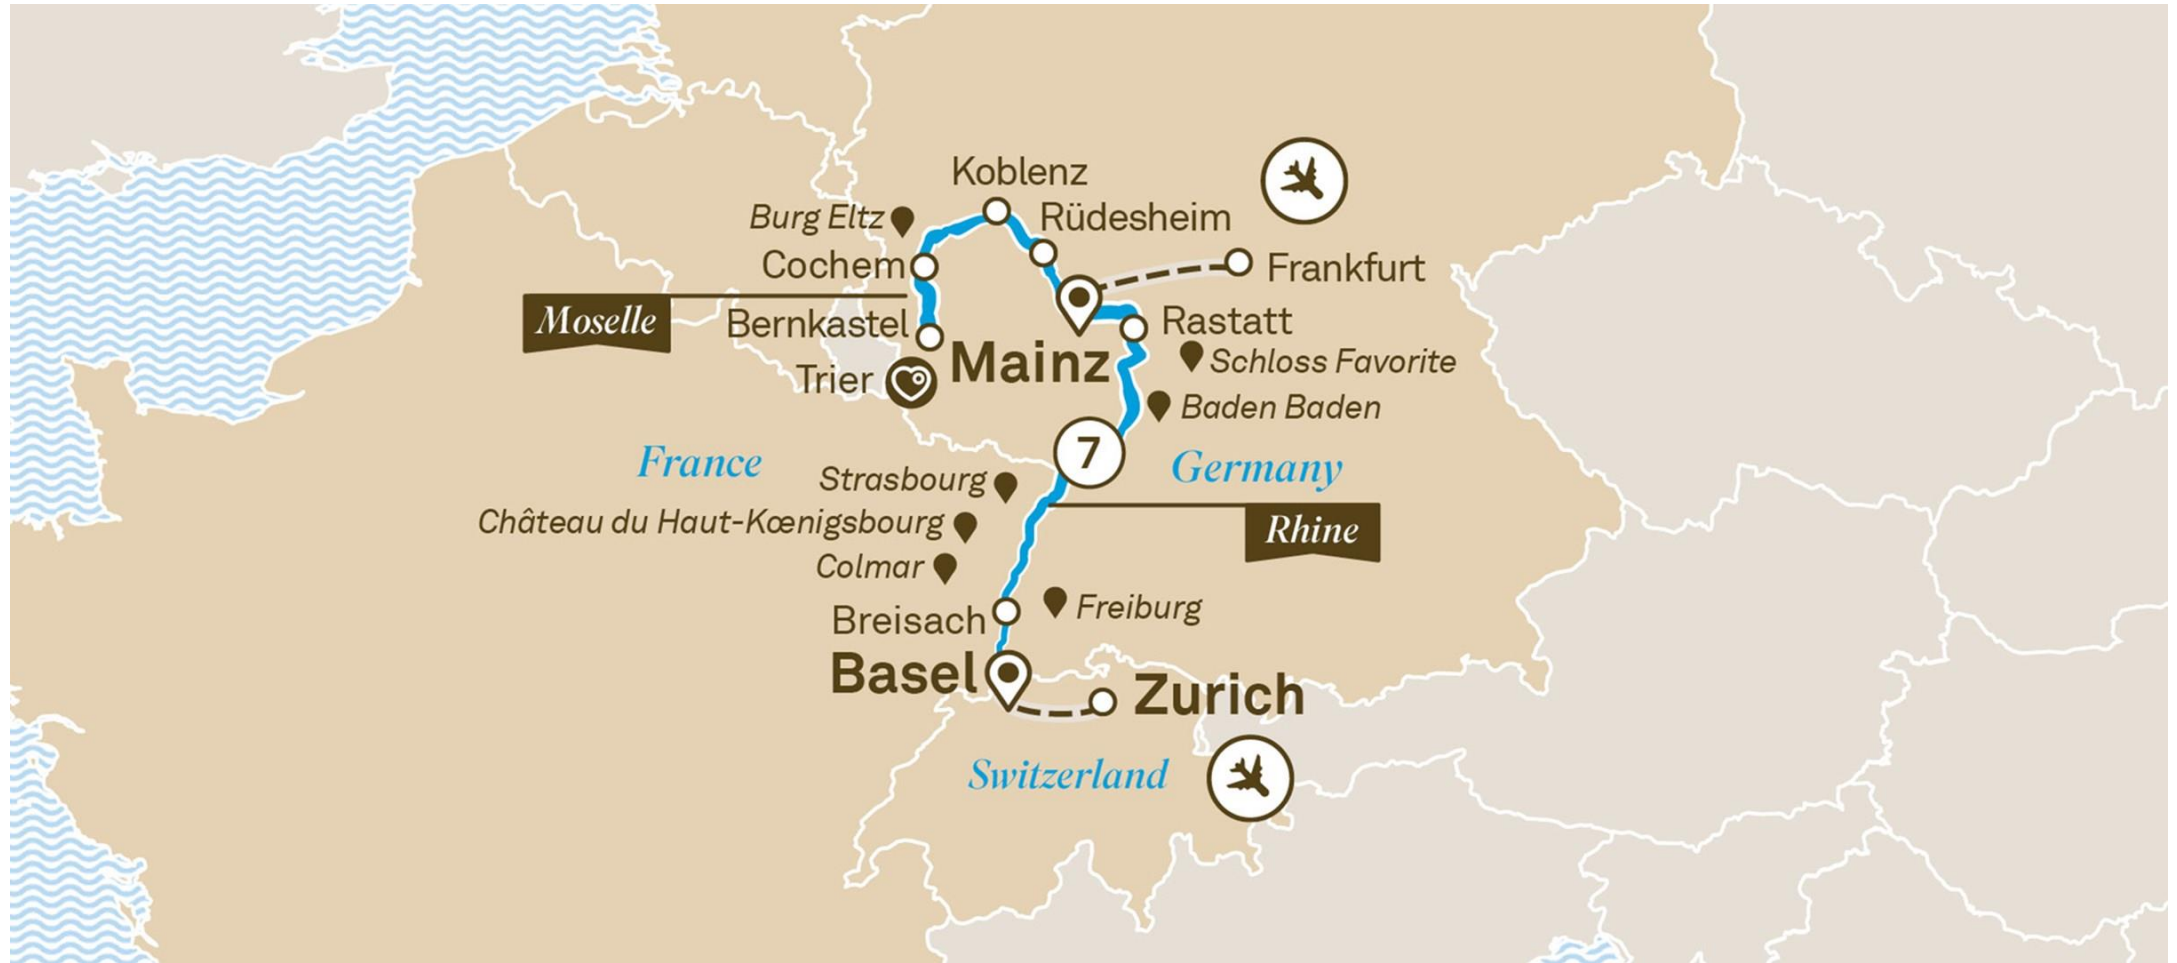 Koblenz
Burg Eltz
Rüdesheim
Cochem
Frankfurt
Moselle
Bernkastel
Rastatt
Mainz
Schloss Favorite
Trier
Baden Baden
7
France
Germany
Strasbourg
Château du Haut-Kœnigsbourg
Rhine
Colmar
Freiburg
Breisach
Basel
Zurich
Switzerland